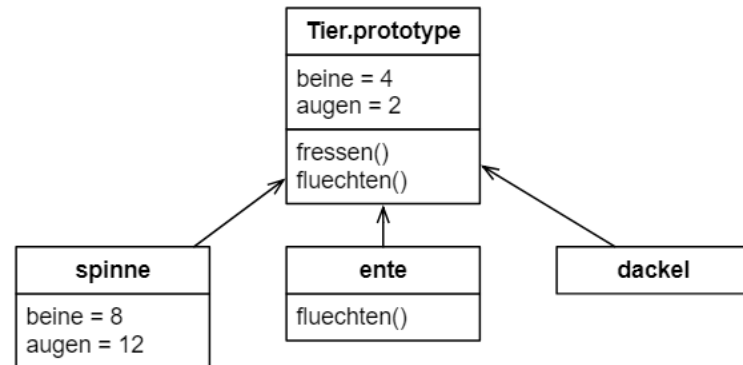 Tier.prototype
beine = 4
augen = 2
fressen()
fluechten()
spinne
beine = 8
augen = 12
ente
fluechten()
dackel